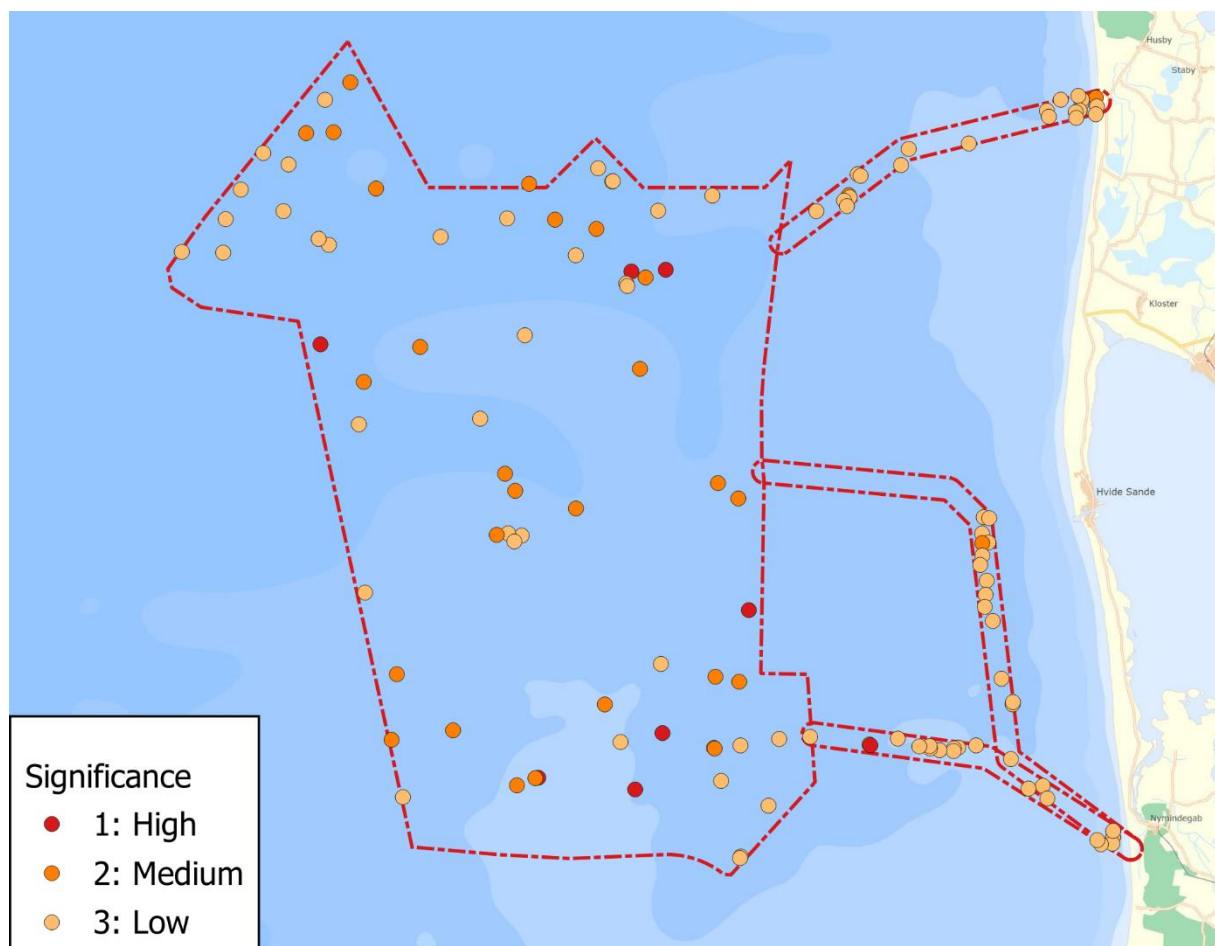 Husby
Staby
Kloster
Hvide Sande
Nymindegab
Significance
1: High
2: Medium
3: Low